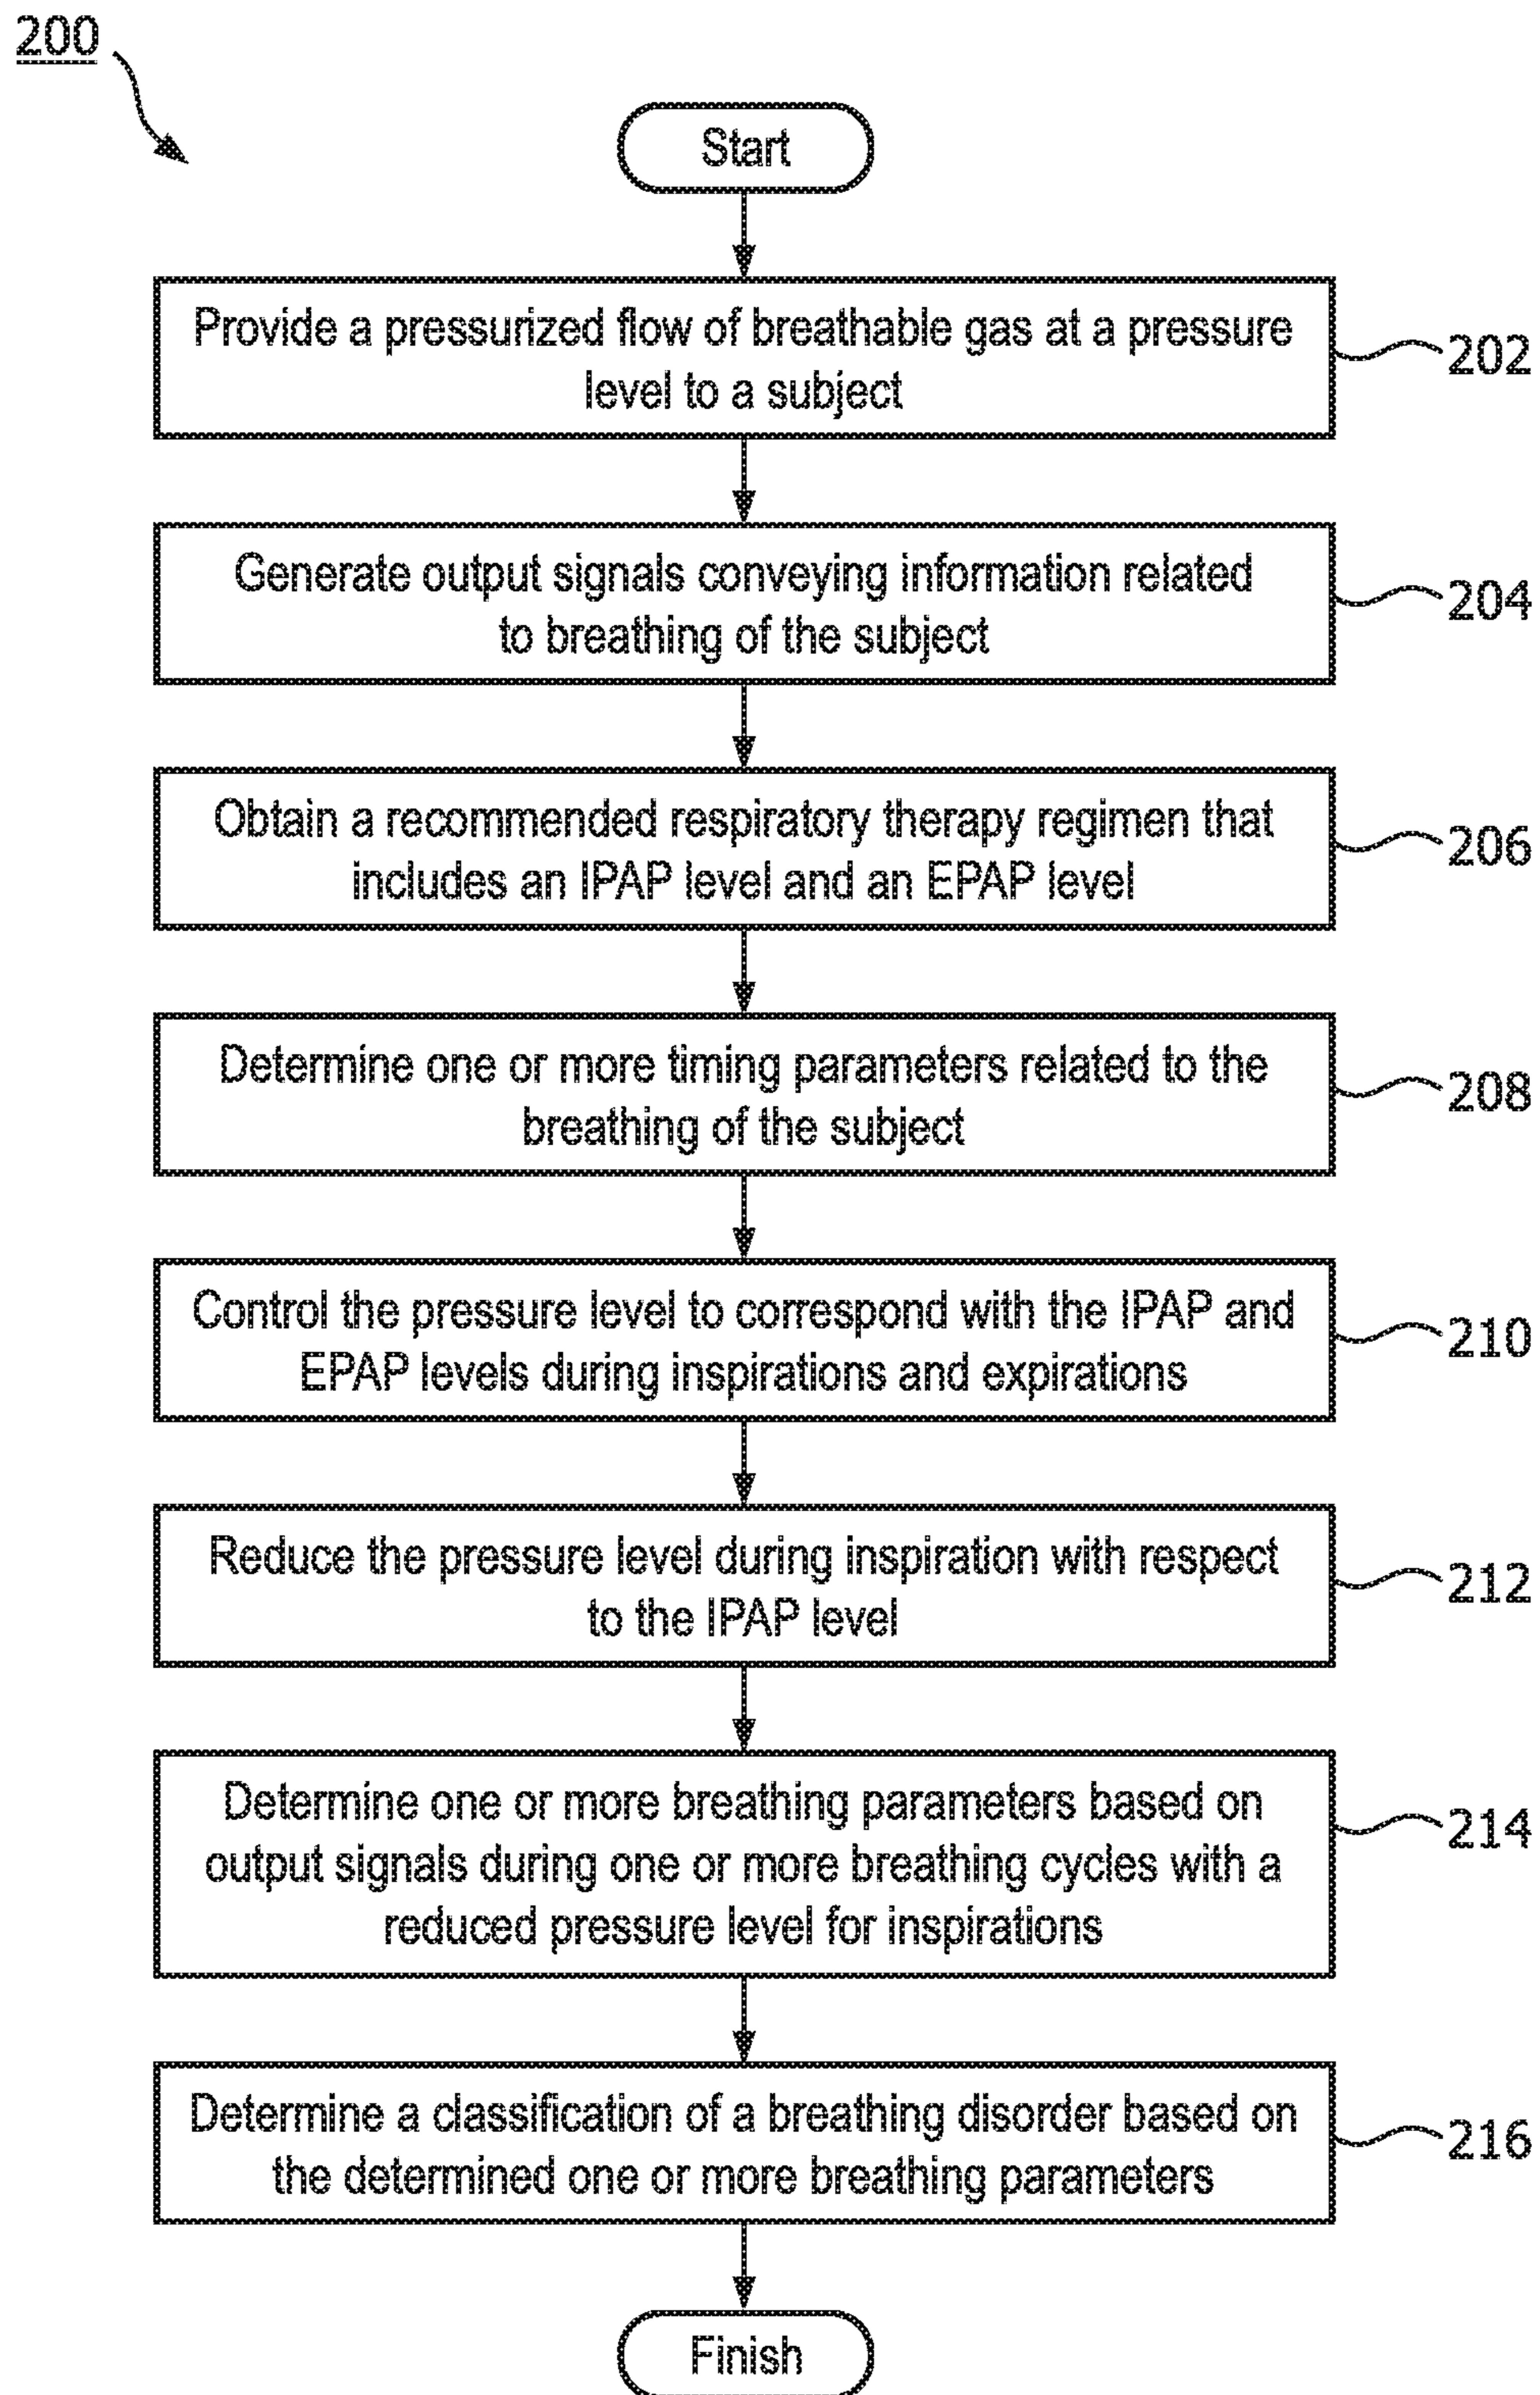 200
Start
Provide a pressurized flow of breathable gas at a pressure
level to a subject
202
Generate output signals conveying information related
to breathing of the subject
204
Obtain a recommended respiratory therapy regimen that
includes an IPAP level and an EPAP level
206
Determine one or more timing parameters related to the
breathing of the subject
208
Control the pressure level to correspond with the IPAP and
EPAP levels during inspirations and expirations
210
Reduce the pressure level during inspiration with respect
to the IPAP level
212
Determine one or more breathing parameters based on
output signals during one or more breathing cycles with a
reduced pressure level for inspirations
214
Determine a classification of a breathing disorder based on
the determined one or more breathing parameters
216
Finish